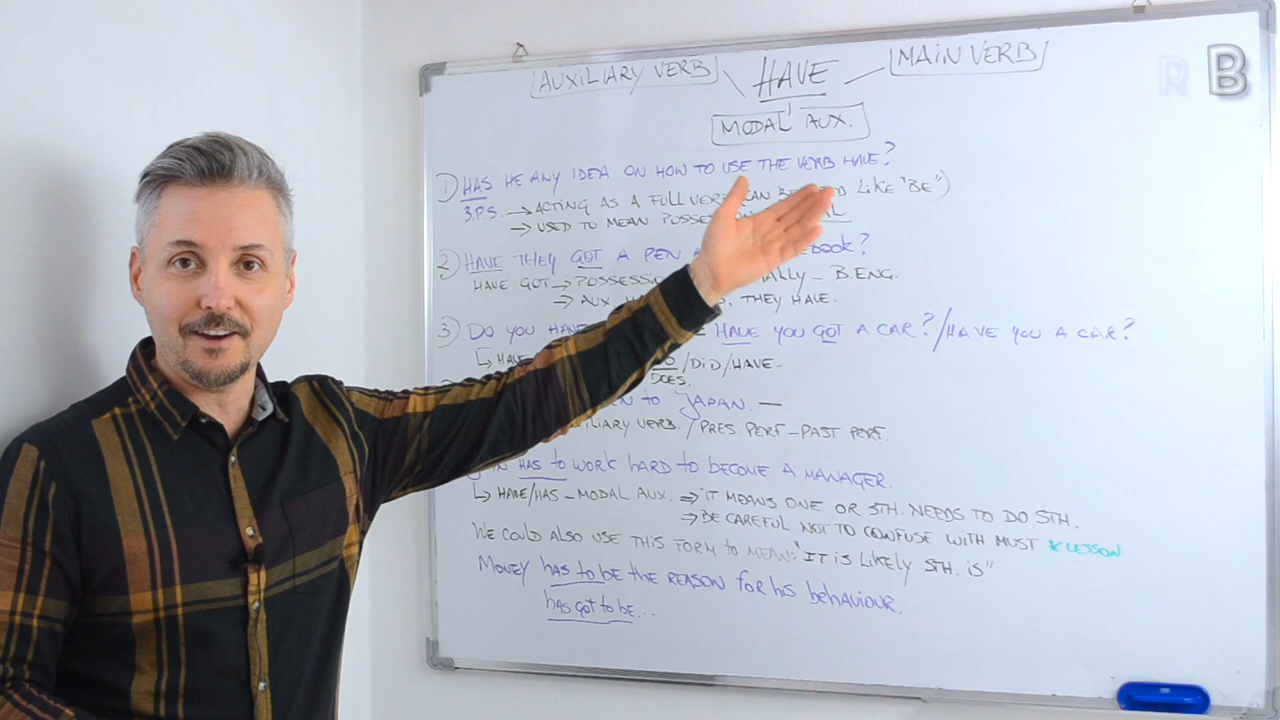 R B
AUXILIARY VERB HAVE MAIN VERB
MODAL AUX.
1) HAS HE ANY IDEA ON HOW TO USE THE VERB HAVE?
3.P.S. → ACTING AS A FULL VERB CAN LIKE "BE")
→ USED TO MEAN
2) HAVE THEY GOT A PEN book?
HAVE GOT → B.ENG.
→ AUX. THEY HAVE.
3) DO YOU HAVE HAVE YOU GOT A CAR?/HAVE YOU A CAR?
↳ HAVE /DID/HAVE.
DOES.
TO JAPAN. —
VERB. / PRES. PERF – PAST PERF.
HAS to WORK HARD to BECOME A MANAGER.
↳ HAVE/HAS – MODAL AUX. ⇒ IT MEANS ONE OR STH. NEEDS TO DO STH.
⇒ BE CAREFUL NOT TO CONFUSE WITH MUST * LESSON
WE COULD ALSO USE THIS FORM to MEAN: "IT IS LIKELY STH. IS"
MONEY has to be the REASON for his behaviour.
has got to be...